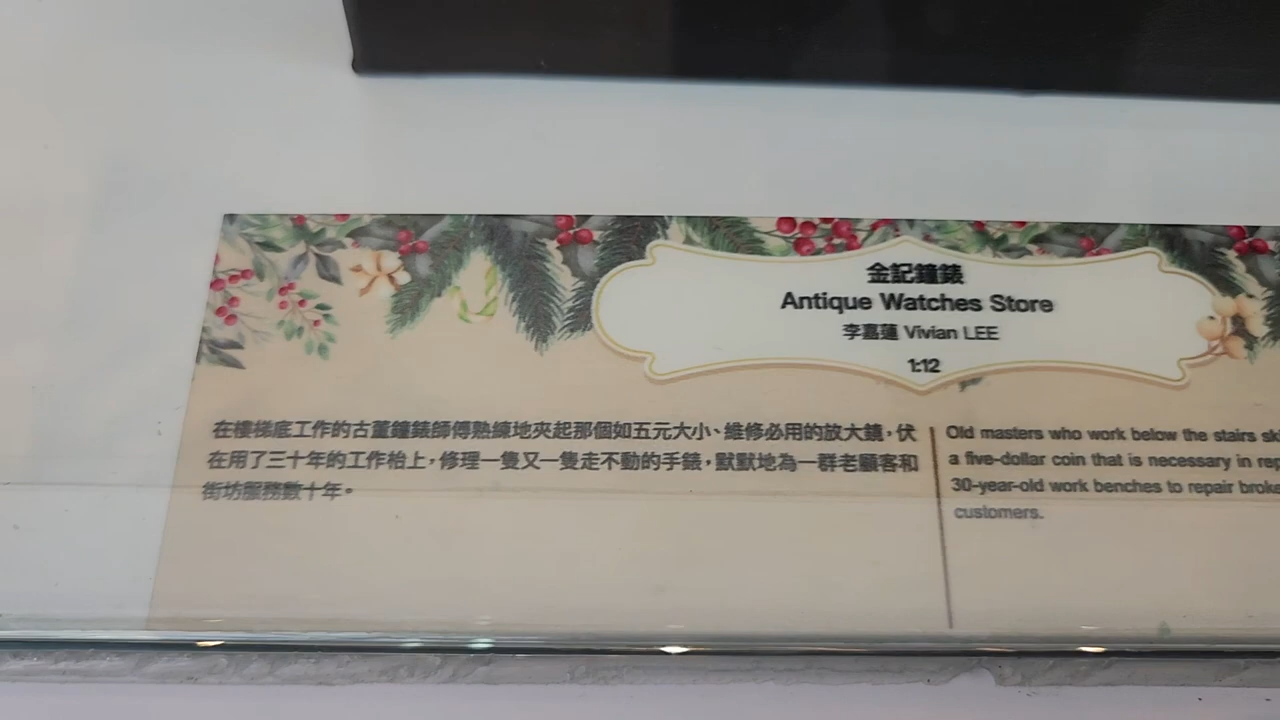 金記鐘錶
Antique Watches Store
李嘉蓮 Vivian LEE
1:12
在樓梯底工作的古董鐘錶師傅熟練地夾起那個如五元大小、維修必用的放大鏡，伏
在用了三十年的工作枱上，修理一隻又一隻走不動的手錶，默默地為一群老顧客和
街坊服務數十年。
Old masters who work below the stairs
a five-dollar coin that is necessary in
30-year-old work benches to repair
customers.